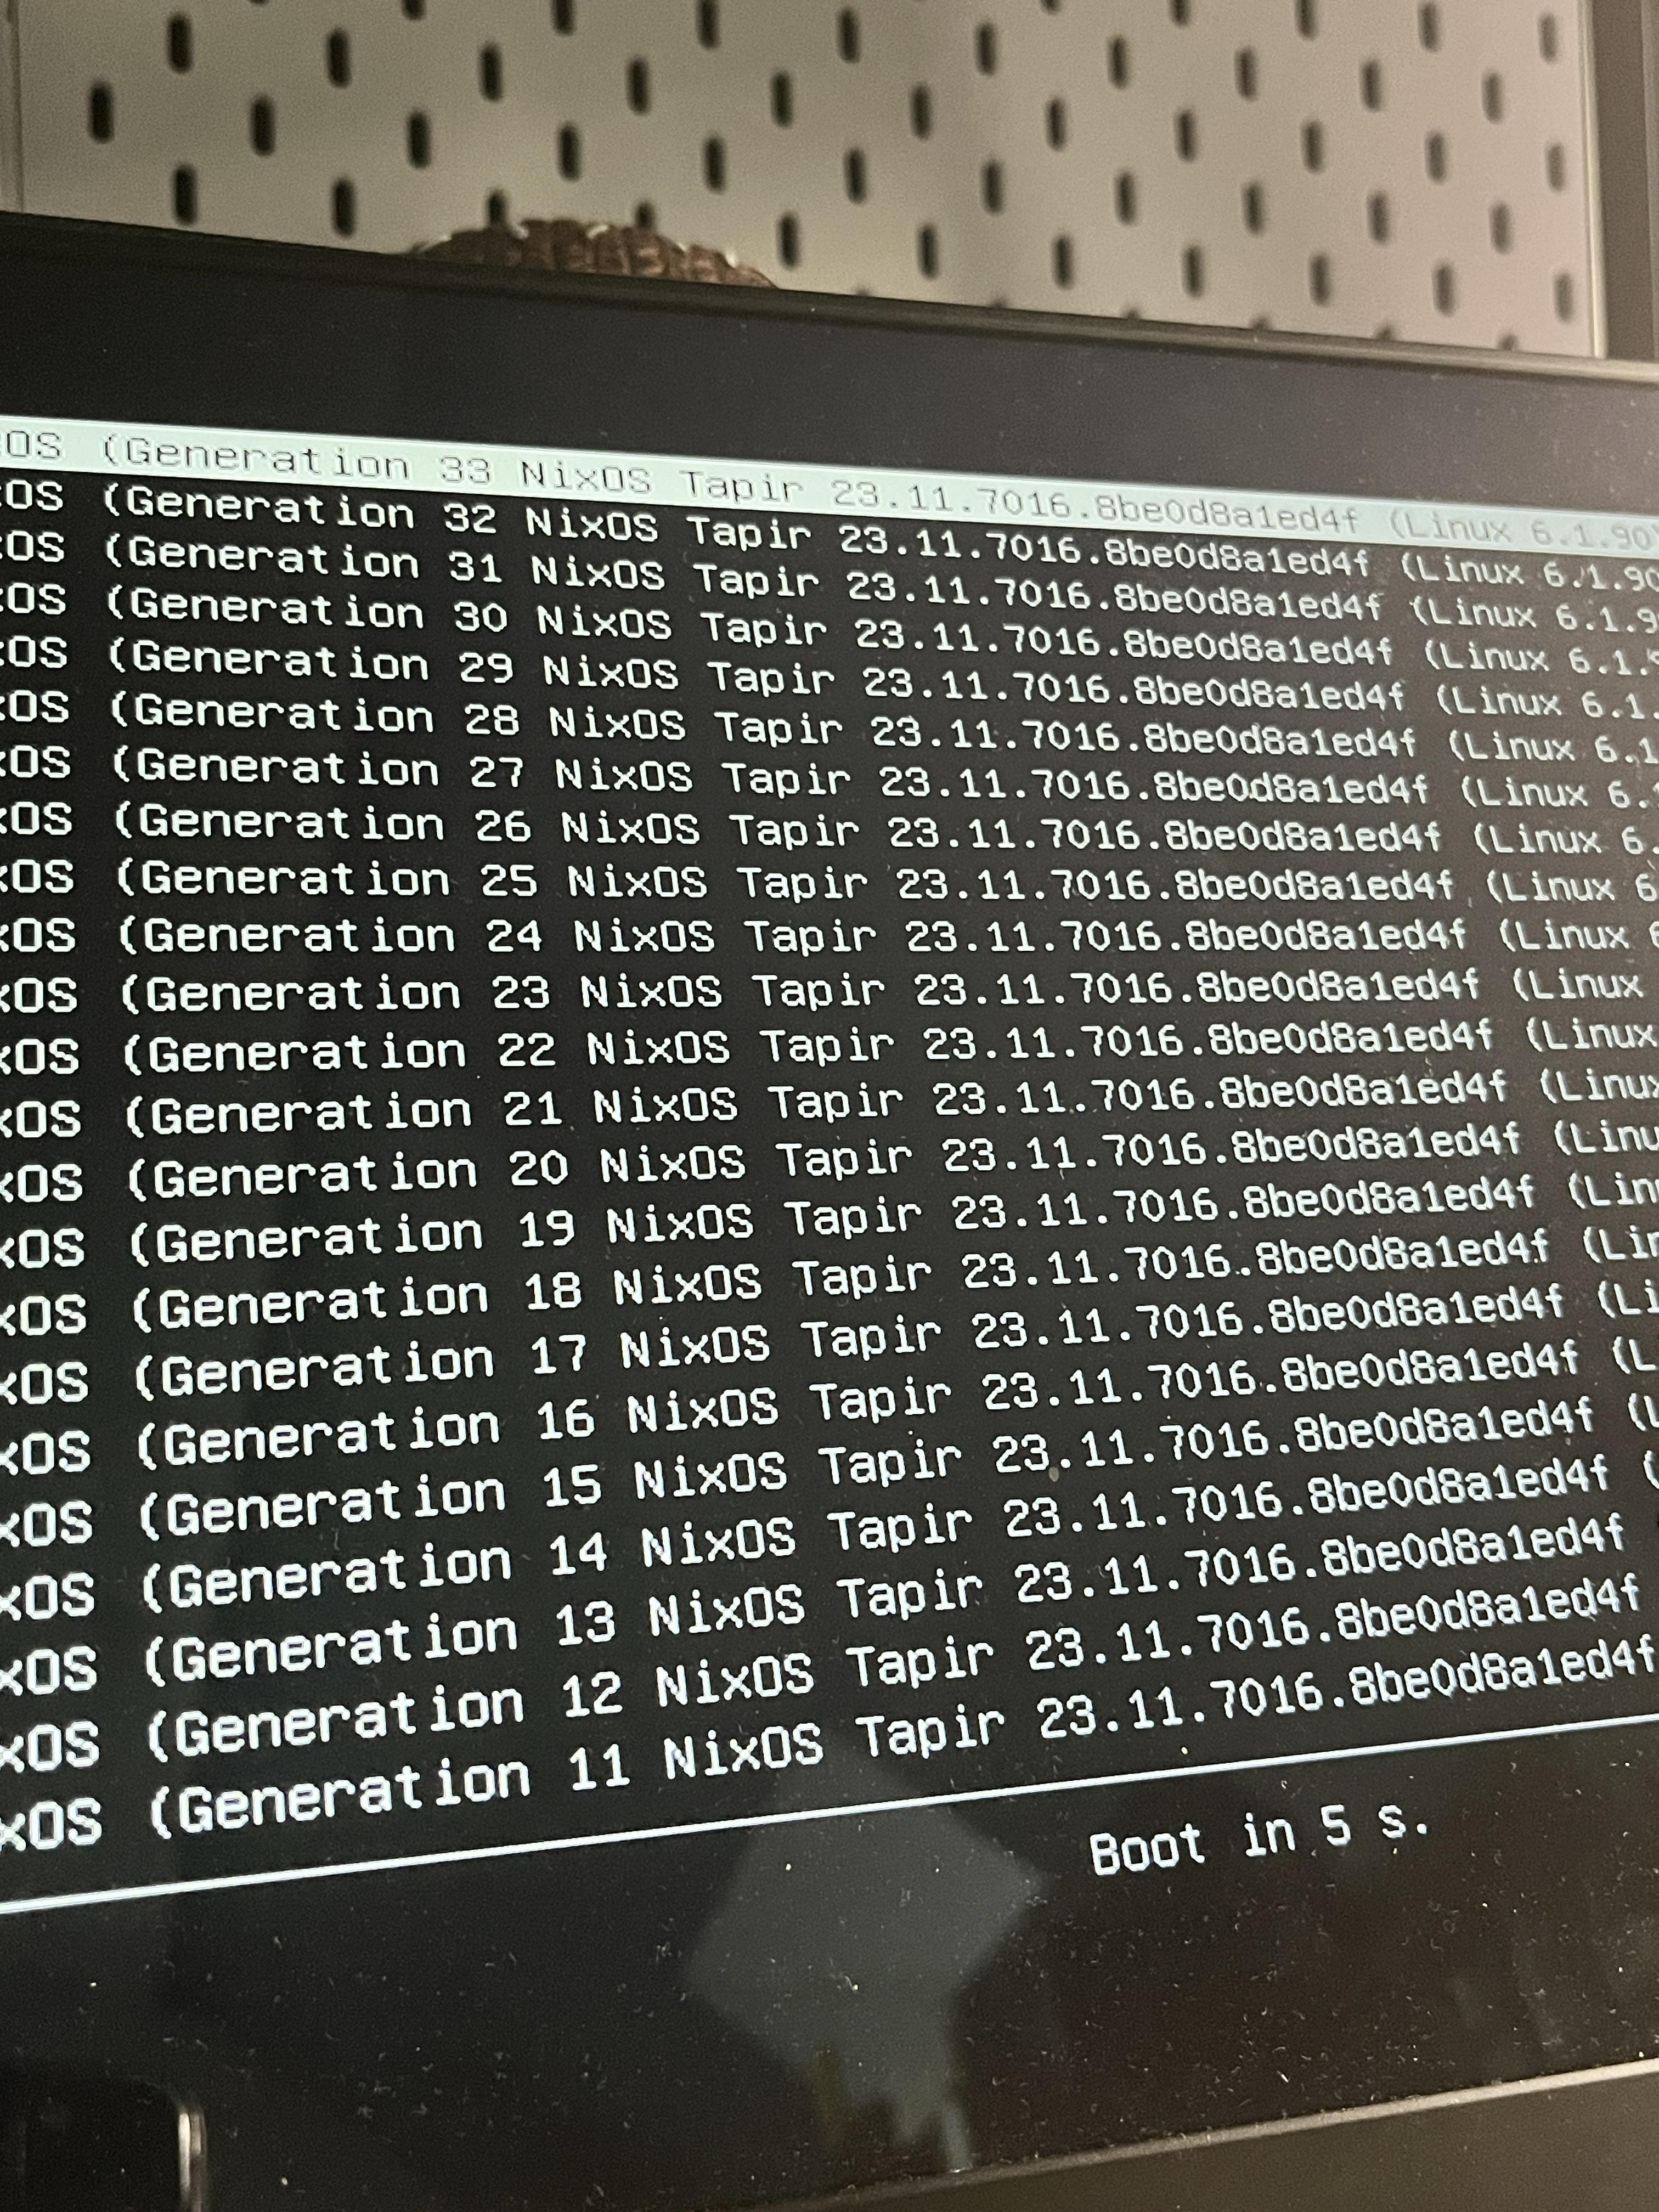 OS (Generation 33 NixOS Tapir 23.11.7016.8be0d8a1ed4f (Linux 6.1.90)
xOS (Generation 32 NixOS Tapir 23.11.7016.8be0d8a1ed4f (Linux 6.1.90
xOS (Generation 31 NixOS Tapir 23.11.7016.8be0d8a1ed4f (Linux 6.1.9
xOS (Generation 30 NixOS Tapir 23.11.7016.8be0d8a1ed4f (Linux 6.1.
xOS (Generation 29 NixOS Tapir 23.11.7016.8be0d8a1ed4f (Linux 6.1.
xOS (Generation 28 NixOS Tapir 23.11.7016.8be0d8a1ed4f (Linux 6.1
xOS (Generation 27 NixOS Tapir 23.11.7016.8be0d8a1ed4f (Linux 6.
xOS (Generation 26 NixOS Tapir 23.11.7016.8be0d8a1ed4f (Linux 6.
xOS (Generation 25 NixOS Tapir 23.11.7016.8be0d8a1ed4f (Linux 6
xOS (Generation 24 NixOS Tapir 23.11.7016.8be0d8a1ed4f (Linux 6
xOS (Generation 23 NixOS Tapir 23.11.7016.8be0d8a1ed4f (Linux
xOS (Generation 22 NixOS Tapir 23.11.7016.8be0d8a1ed4f (Linux
xOS (Generation 21 NixOS Tapir 23.11.7016.8be0d8a1ed4f (Linux
xOS (Generation 20 NixOS Tapir 23.11.7016.8be0d8a1ed4f (Linu
xOS (Generation 19 NixOS Tapir 23.11.7016.8be0d8a1ed4f (Lin
xOS (Generation 18 NixOS Tapir 23.11.7016.8be0d8a1ed4f (Lin
xOS (Generation 17 NixOS Tapir 23.11.7016.8be0d8a1ed4f (Li
xOS (Generation 16 NixOS Tapir 23.11.7016.8be0d8a1ed4f (L
xOS (Generation 15 NixOS Tapir 23.11.7016.8be0d8a1ed4f (L
xOS (Generation 14 NixOS Tapir 23.11.7016.8be0d8a1ed4f (
xOS (Generation 13 NixOS Tapir 23.11.7016.8be0d8a1ed4f
xOS (Generation 12 NixOS Tapir 23.11.7016.8be0d8a1ed4f
xOS (Generation 11 NixOS Tapir 23.11.7016.8be0d8a1ed4f
Boot in 5 s.